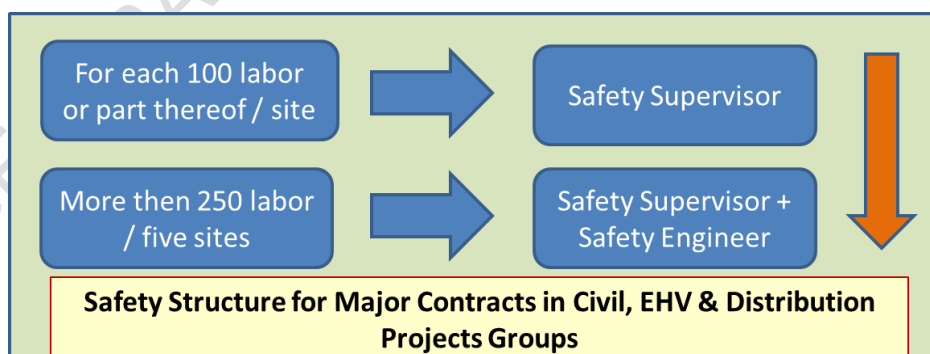 For each 100 labor
or part thereof / site
Safety Supervisor
More then 250 labor
/ five sites
Safety Supervisor +
Safety Engineer
Safety Structure for Major Contracts in Civil, EHV & Distribution
Projects Groups